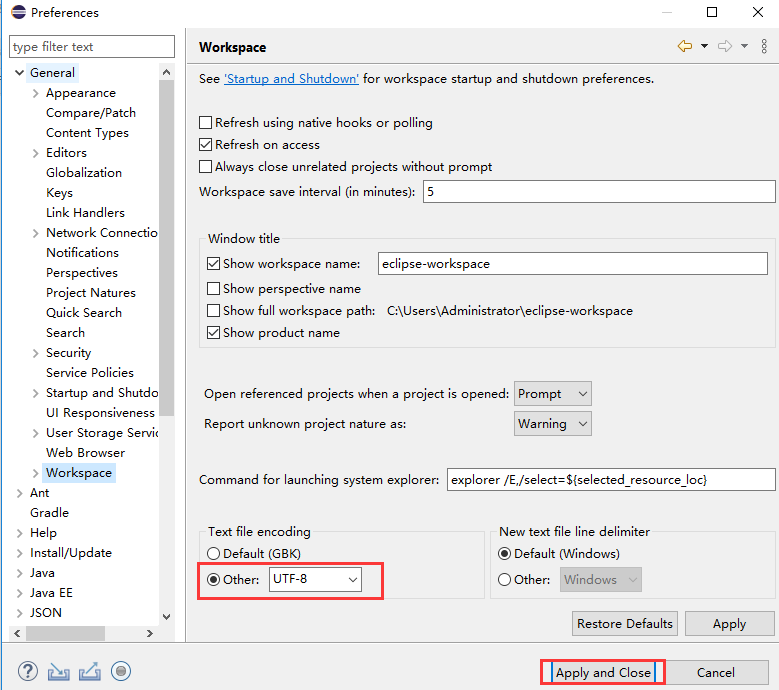 Preferences
type filter text
General
Appearance
Compare/Patch
Content Types
Editors
Globalization
Keys
Link Handlers
Network Connectio
Notifications
Perspectives
Project Natures
Quick Search
Search
Security
Service Policies
Startup and Shutdo
UI Responsiveness
User Storage Servic
Web Browser
Workspace
Ant
Gradle
Help
Install/Update
Java
Java EE
JSON
Workspace
See 'Startup and Shutdown' for workspace startup and shutdown preferences.
Refresh using native hooks or polling
Refresh on access
Always close unrelated projects without prompt
Workspace save interval (in minutes): 5
Window title
Show workspace name: eclipse-workspace
Show perspective name
Show full workspace path: C:\Users\Administrator\eclipse-workspace
Show product name
Open referenced projects when a project is opened: Prompt
Report unknown project nature as: Warning
Command for launching system explorer: explorer /E,/select=${selected_resource_loc}
Text file encoding
Default (GBK)
Other: UTF-8
New text file line delimiter
Default (Windows)
Other: Windows
Restore Defaults Apply
? Apply and Close Cancel